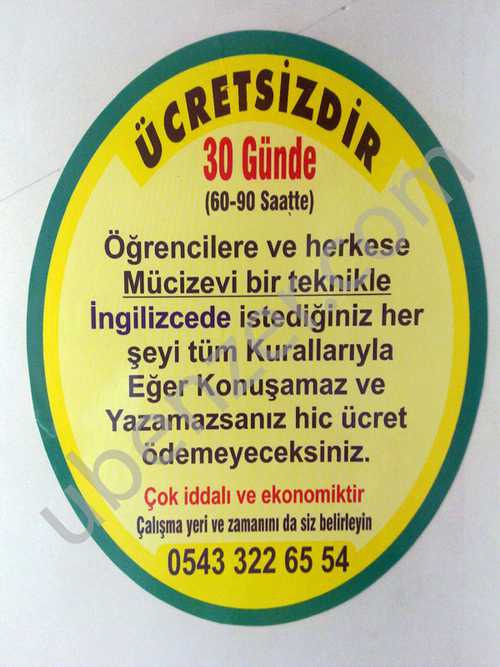 ÜCRETSİZDİR
30 Günde
(60-90 Saatte)
Öğrencilere ve herkese
Mücizevi bir teknikle
İngilizcede istediğiniz her
şeyi tüm Kurallarıyla
Eğer Konuşamaz ve
Yazamazsanız hic ücret
ödemeyeceksiniz.
Çok iddalı ve ekonomiktir
Çalışma yeri ve zamanını da siz belirleyin
0543 322 65 54
ubenzer.com